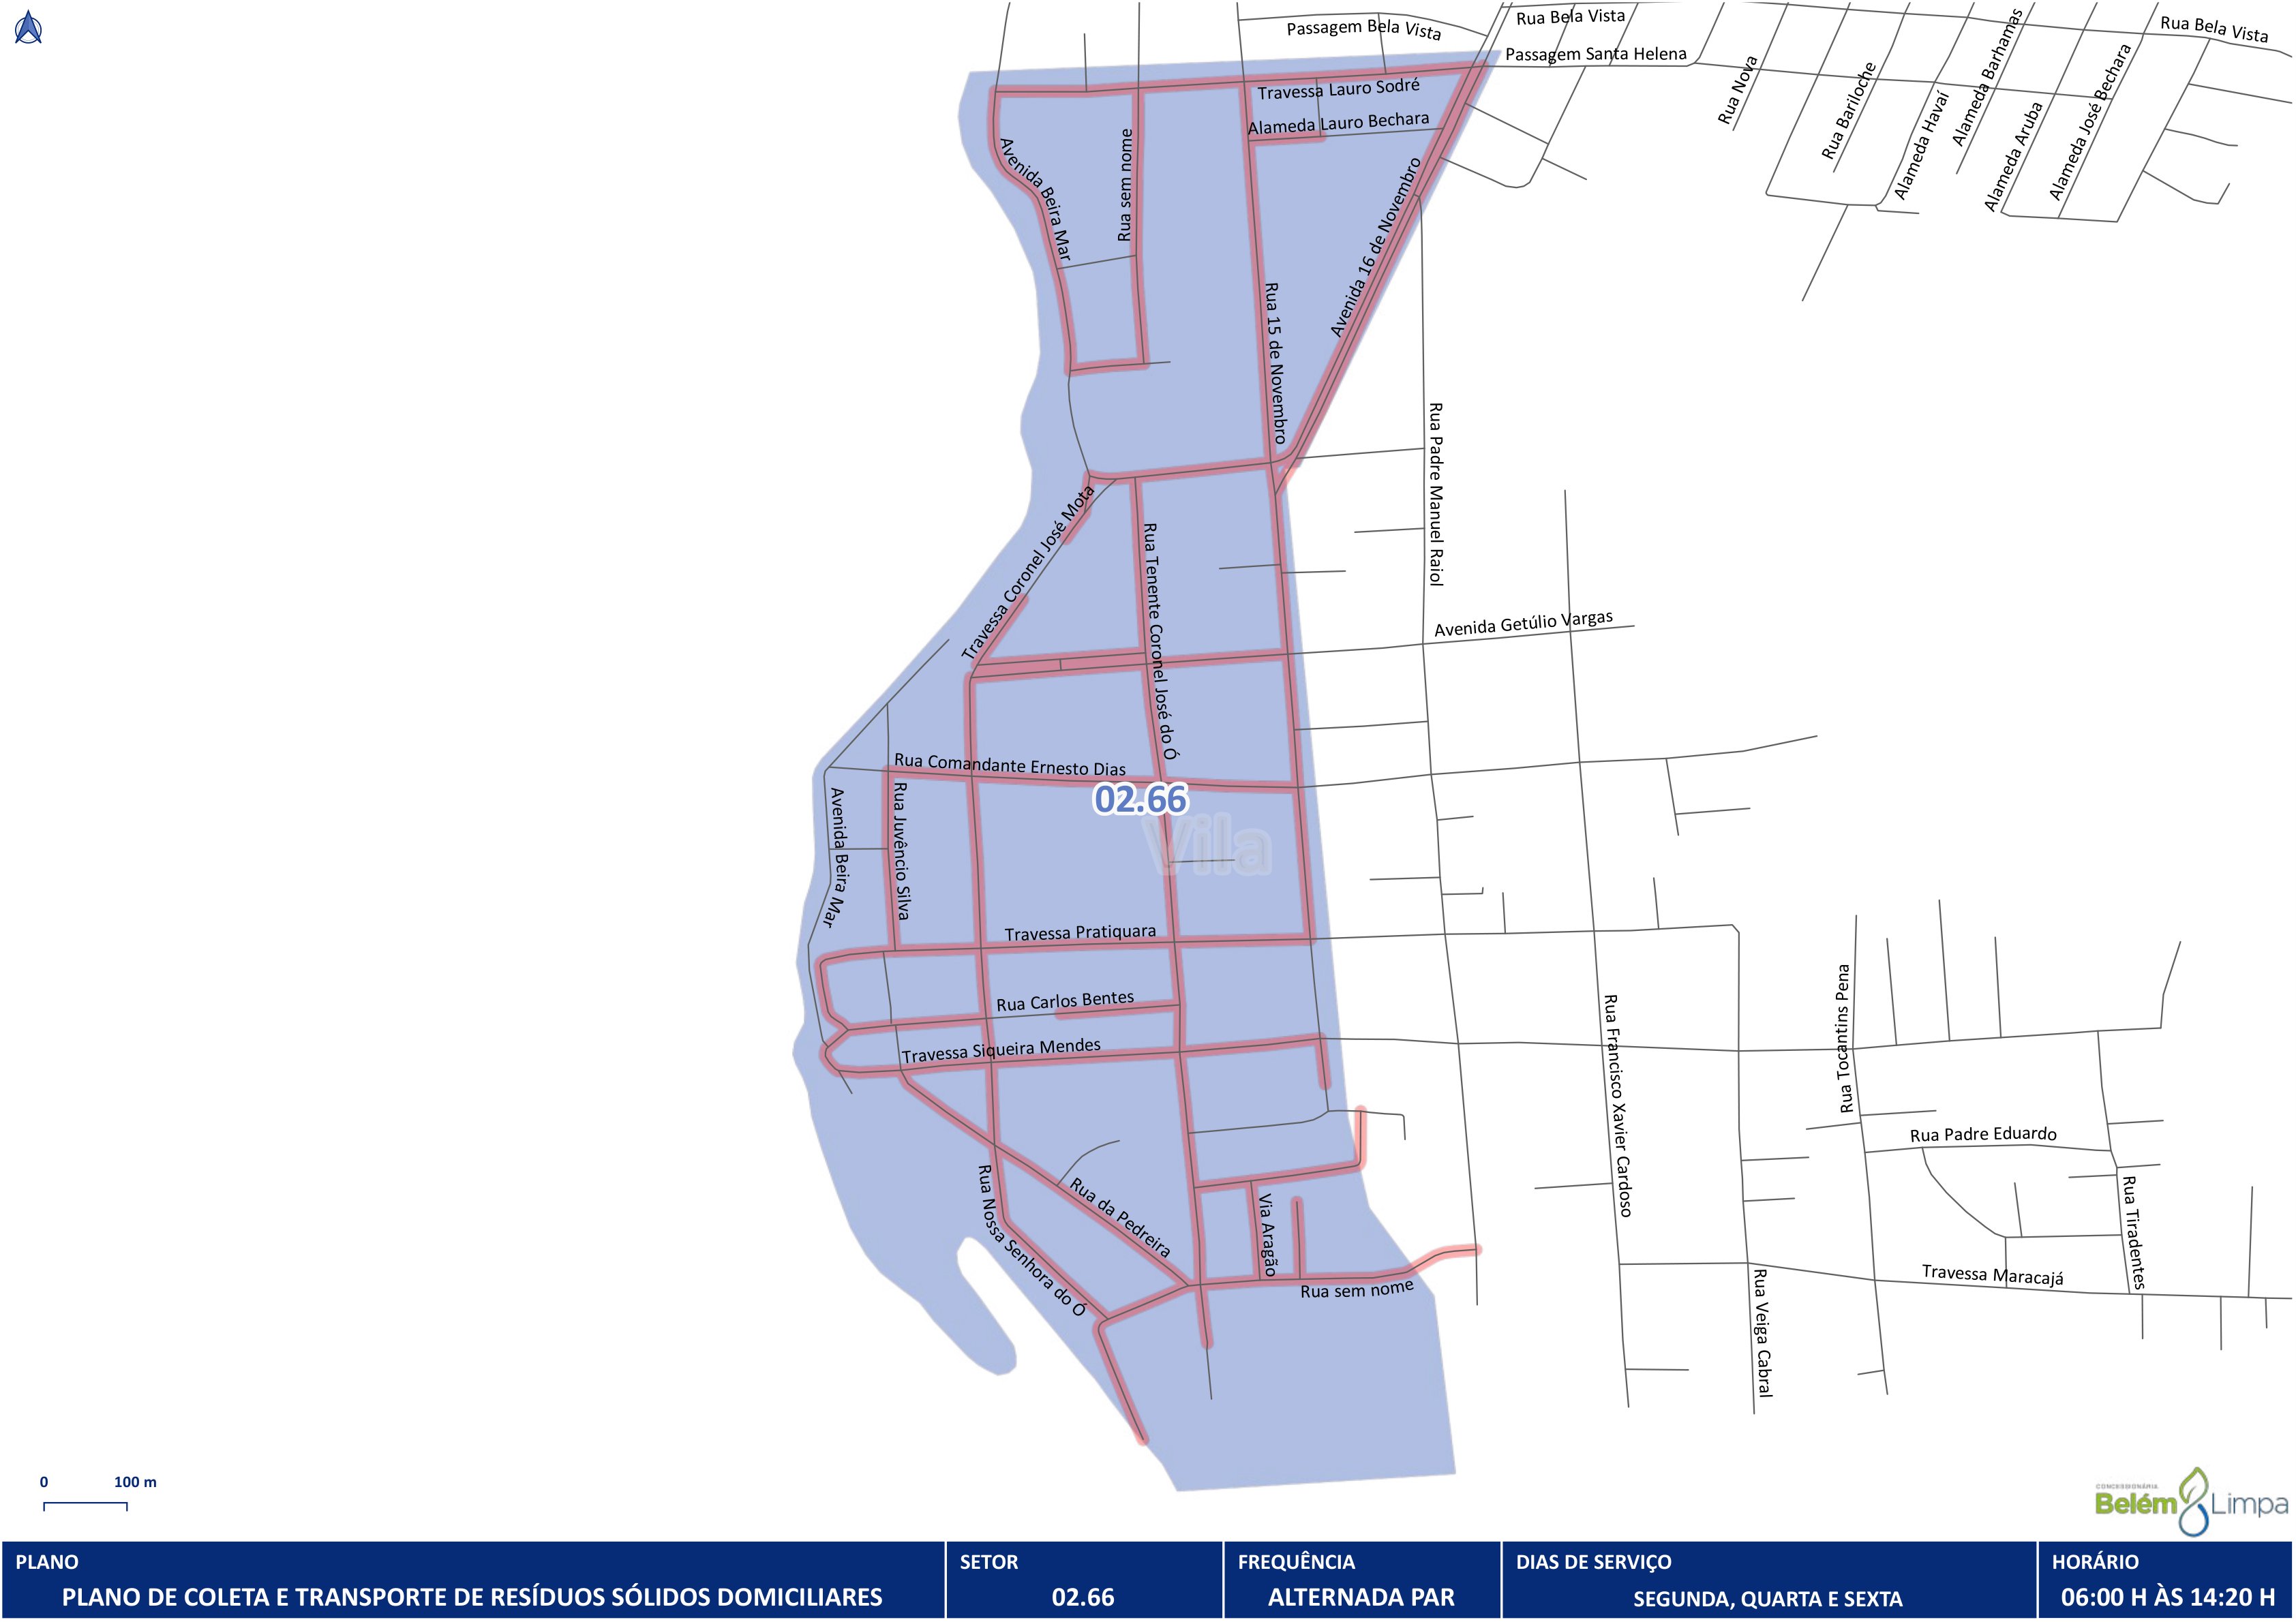 Passagem Bela Vista
Rua Bela Vista
Rua Bela Vista
Passagem Santa Helena
Travessa Lauro Sodré
Alameda Lauro Bechara
Rua Nova
Rua Bariloche
Alameda Havaí
Alameda Barhamas
Alameda Aruba
Alameda José Bechara
Avenida Beira Mar
Rua sem nome
Rua 15 de Novembro
Avenida 16 de Novembro
Rua Padre Manuel Raiol
Travessa Coronel José Mota
Rua Tenente Coronel José do Ó
Avenida Getúlio Vargas
Rua Comandante Ernesto Dias
02.66
Vila
Avenida Beira Mar
Rua Juvêncio Silva
Travessa Pratiquara
Rua Carlos Bentes
Travessa Siqueira Mendes
Rua Francisco Xavier Cardoso
Rua Tocantins Pena
Rua Padre Eduardo
Rua Nossa Senhora do Ó
Rua da Pedreira
Via Aragão
Rua sem nome
Rua Tiradentes
Travessa Maracajá
Rua Veiga Cabral
0 100 m
CONCESSIONÁRIA
Belém Limpa
PLANO
PLANO DE COLETA E TRANSPORTE DE RESÍDUOS SÓLIDOS DOMICILIARES
SETOR
02.66
FREQUÊNCIA
ALTERNADA PAR
DIAS DE SERVIÇO
SEGUNDA, QUARTA E SEXTA
HORÁRIO
06:00 H ÀS 14:20 H